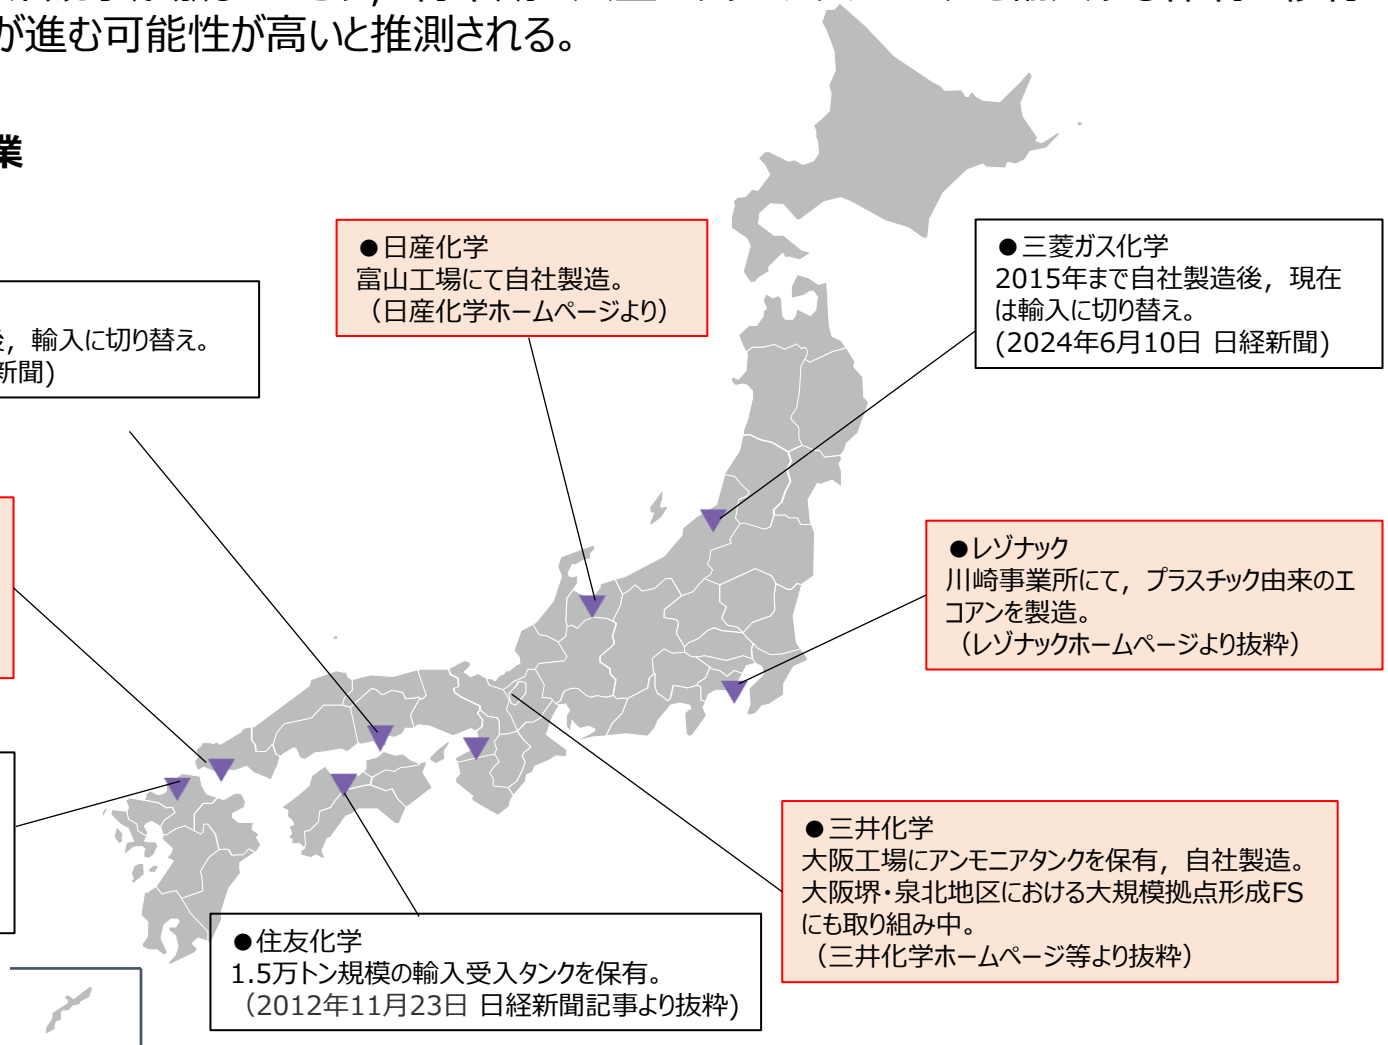 が進む可能性が高いと推測される。
業
●日産化学
富山工場にて自社製造。
（日産化学ホームページより）
●三菱ガス化学
2015年まで自社製造後，現在
は輸入に切り替え。
(2024年6月10日 日経新聞)
後，輸入に切り替え。
新聞)
●レゾナック
川崎事業所にて，プラスチック由来のエ
コアンを製造。
（レゾナックホームページより抜粋）
●三井化学
大阪工場にアンモニアタンクを保有，自社製造。
大阪堺・泉北地区における大規模拠点形成FS
にも取り組み中。
（三井化学ホームページ等より抜粋）
●住友化学
1.5万トン規模の輸入受入タンクを保有。
（2012年11月23日 日経新聞記事より抜粋)